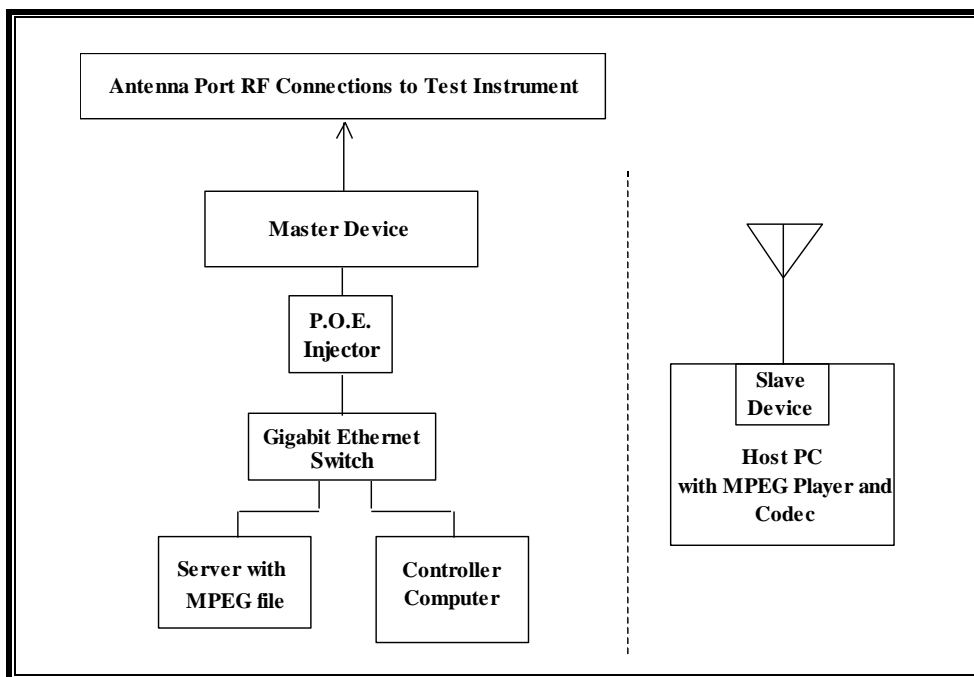 Antenna Port RF Connections to Test Instrument
Master Device
P.O.E.
Injector
Gigabit Ethernet
Switch
Server with
MPEG file
Controller
Computer
Slave
Device
Host PC
with MPEG Player and
Codec